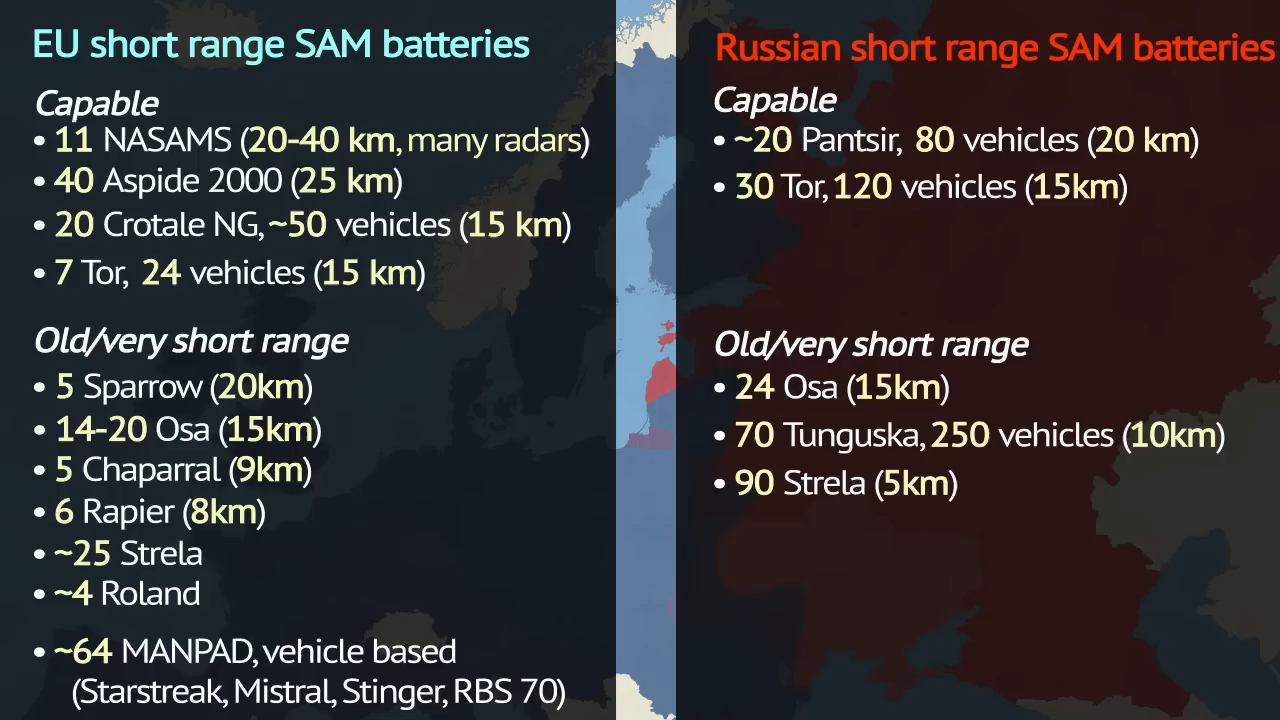 EU short range SAM batteries
Capable
• 11 NASAMS (20-40 km, many radars)
• 40 Aspide 2000 (25 km)
• 20 Crotale NG, ~50 vehicles (15 km)
• 7 Tor, 24 vehicles (15 km)
Old/very short range
• 5 Sparrow (20km)
• 14-20 Osa (15km)
• 5 Chaparral (9km)
• 6 Rapier (8km)
• ~25 Strela
• ~4 Roland
• ~64 MANPAD, vehicle based
(Starstreak, Mistral, Stinger, RBS 70)
Russian short range SAM batteries
Capable
• ~20 Pantsir, 80 vehicles (20 km)
• 30 Tor, 120 vehicles (15km)
Old/very short range
• 24 Osa (15km)
• 70 Tunguska, 250 vehicles (10km)
• 90 Strela (5km)